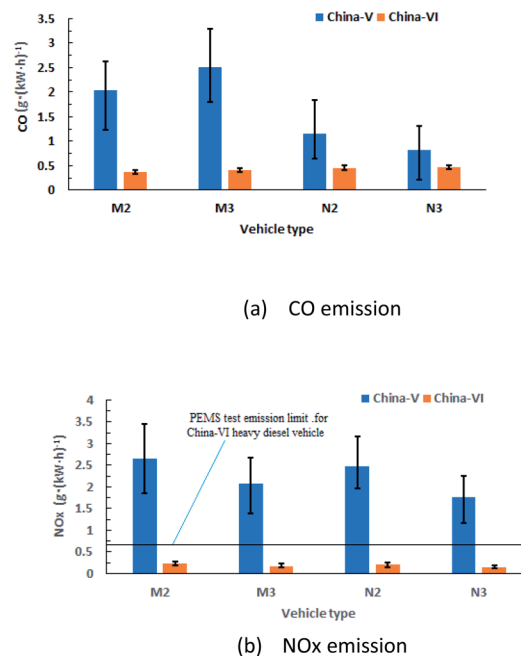 China-V China-VI
3.5
3
2.5
2
1.5
1
0.5
0
CO (g•(kW·h)⁻¹)
M2 M3 N2 N3
Vehicle type
(a) CO emission
China-V China-VI
PEMS test emission limit .for
China-VI heavy diesel vehicle
4
3.5
3
2.5
2
1.5
1
0.5
0
NOx (g•(kW·h)⁻¹)
M2 M3 N2 N3
Vehicle type
(b) NOx emission